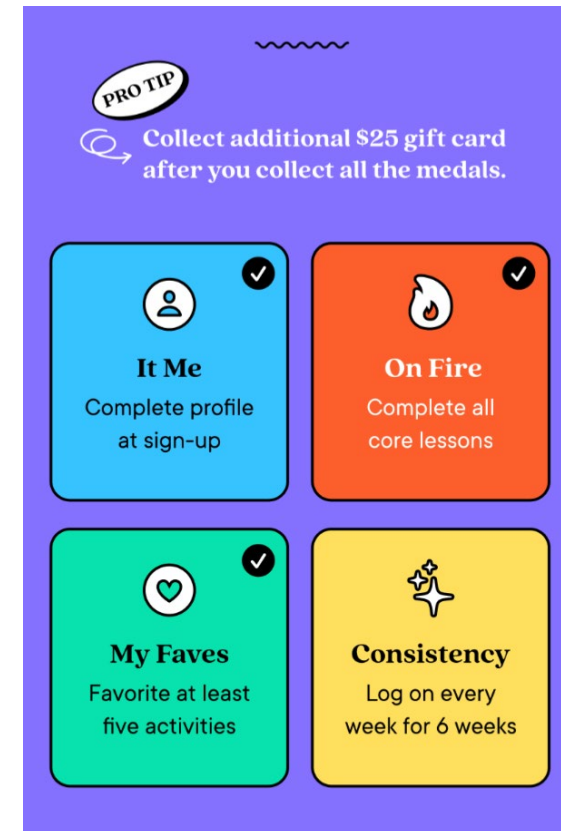 PRO TIP
Collect additional $25 gift card
after you collect all the medals.
It Me
Complete profile
at sign-up
On Fire
Complete all
core lessons
My Faves
Favorite at least
five activities
Consistency
Log on every
week for 6 weeks